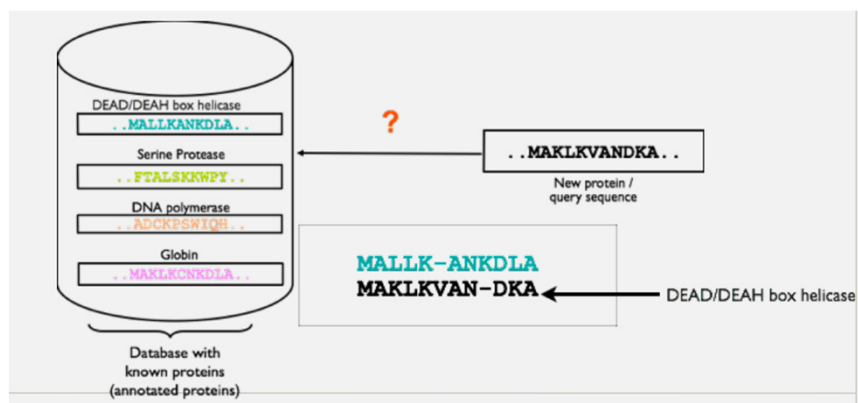 DEAD/DEAH box helicase
..MALLKANKDLA..
Serine Protease
..FTALSKKWPY..
DNA polymerase
..ADCKPSWIQH..
Globin
..MAKLKCNKDLA..
Database with
known proteins
(annotated proteins)
?
..MAKLKVANDKA..
New protein /
query sequence
MALLK-ANKDLA
MAKLKVAN-DKA
DEAD/DEAH box helicase